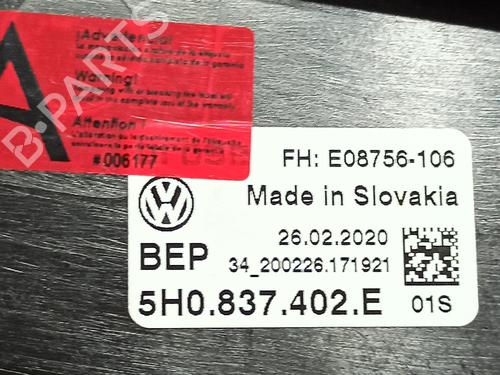 ¡Advertencia!
Warning!
Attention !
#006177
B-PARTS
FH: E08756-106
Made in Slovakia
26.02.2020
BEP
34_200226.171921
5H0.837.402.E
01S